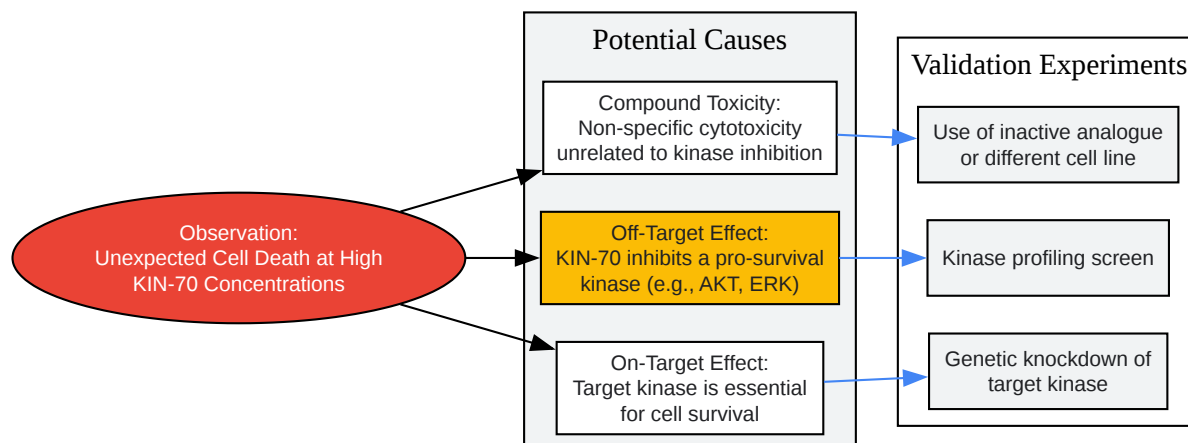 Observation:
Unexpected Cell Death at High
KIN-70 Concentrations
Potential Causes
Compound Toxicity:
Non-specific cytotoxicity
unrelated to kinase inhibition
Off-Target Effect:
KIN-70 inhibits a pro-survival
kinase (e.g., AKT, ERK)
On-Target Effect:
Target kinase is essential
for cell survival
Validation Experiments
Use of inactive analogue
or different cell line
Kinase profiling screen
Genetic knockdown of
target kinase